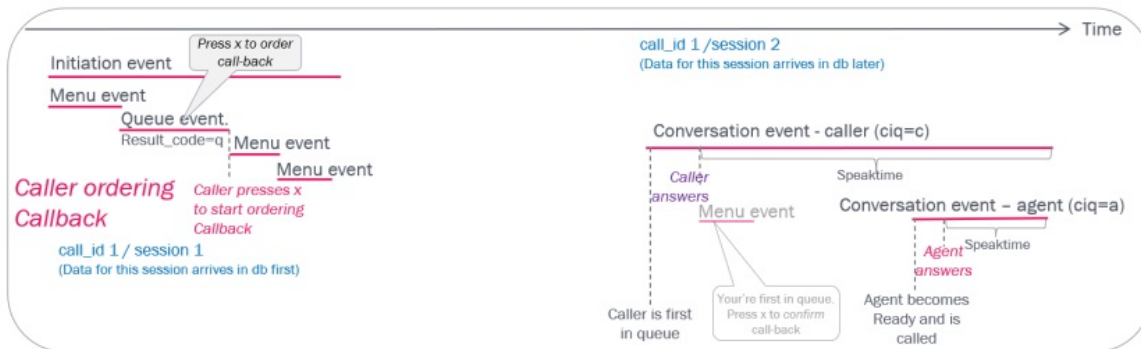 Time
Press x to order
call-back
Initiation event
Menu event
Queue event.
Result_code=q
Menu event
Menu event
Caller ordering
Callback
Caller presses x
to start ordering
Callback
call_id 1 / session 1
(Data for this session arrives in db first)
call_id 1 /session 2
(Data for this session arrives in db later)
Conversation event - caller (ciq=c)
Speaktime
Caller
answers
Menu event
Your're first in queue.
Press x to confirm
call-back
Caller is first
in queue
Conversation event – agent (ciq=a)
Speaktime
Agent
answers
Agent becomes
Ready and is
called